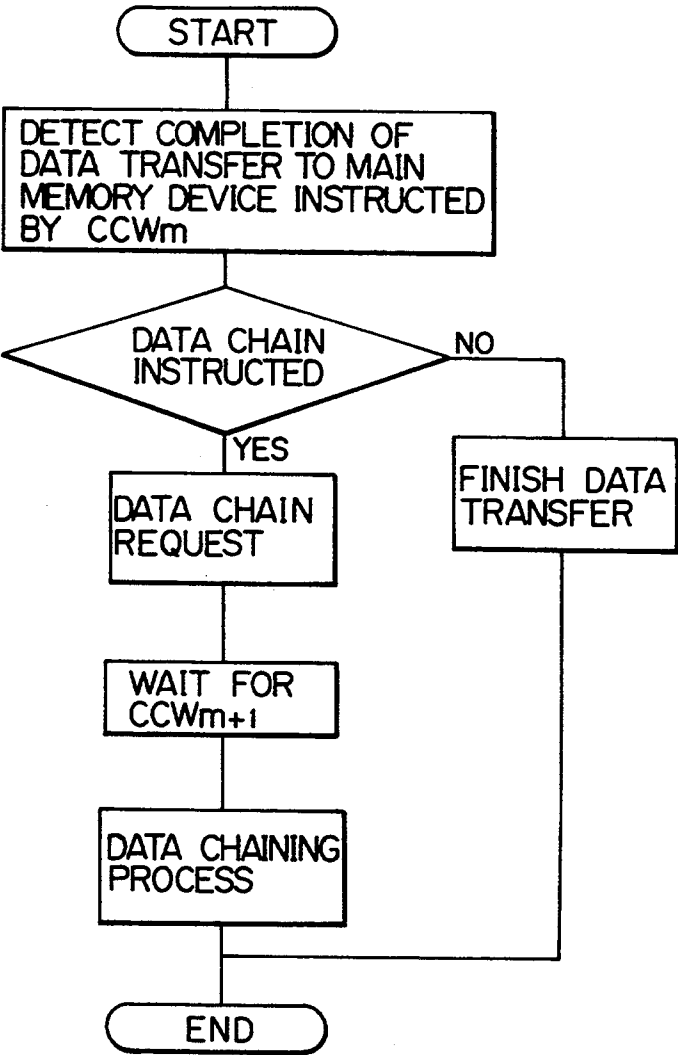 START
DETECT COMPLETION OF
DATA TRANSFER TO MAIN
MEMORY DEVICE INSTRUCTED
BY CCWm
DATA CHAIN
INSTRUCTED
NO
YES
FINISH DATA
TRANSFER
DATA CHAIN
REQUEST
WAIT FOR
CCWm+1
DATA CHAINING
PROCESS
END